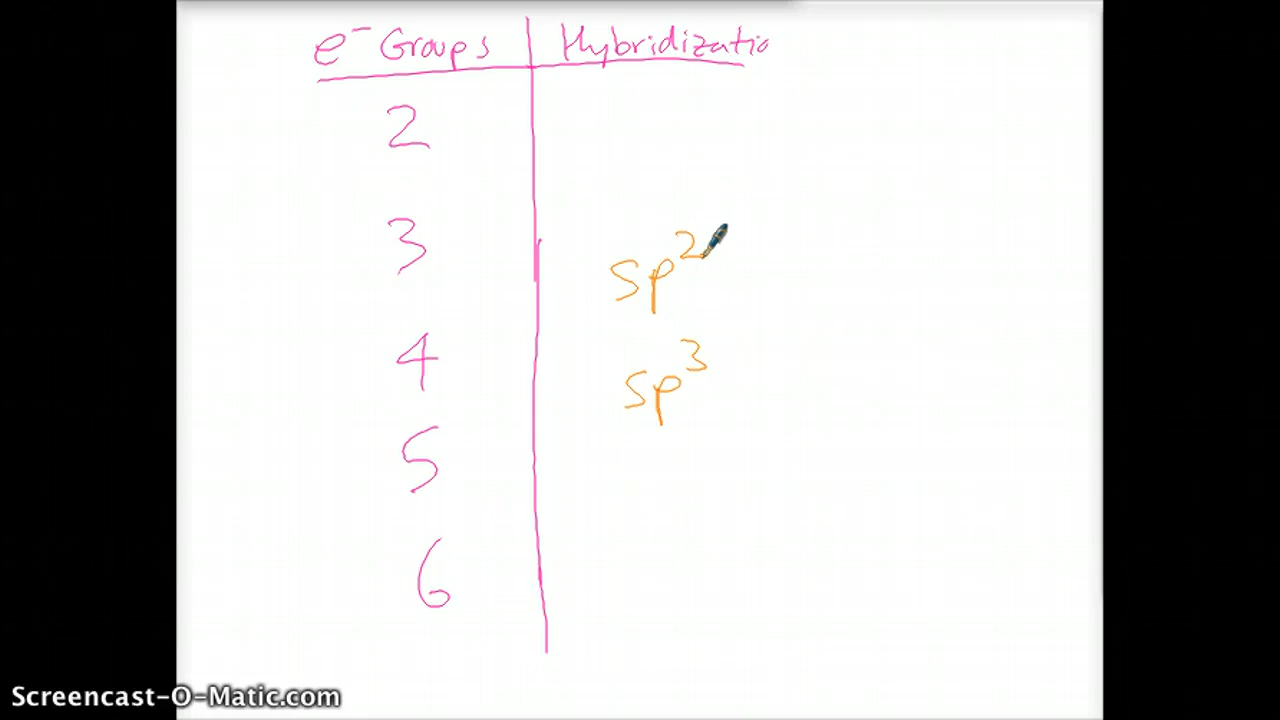 e⁻ Groups Hybridizatio
2
3 sp²
4 sp³
5
6
Screencast-O-Matic.com